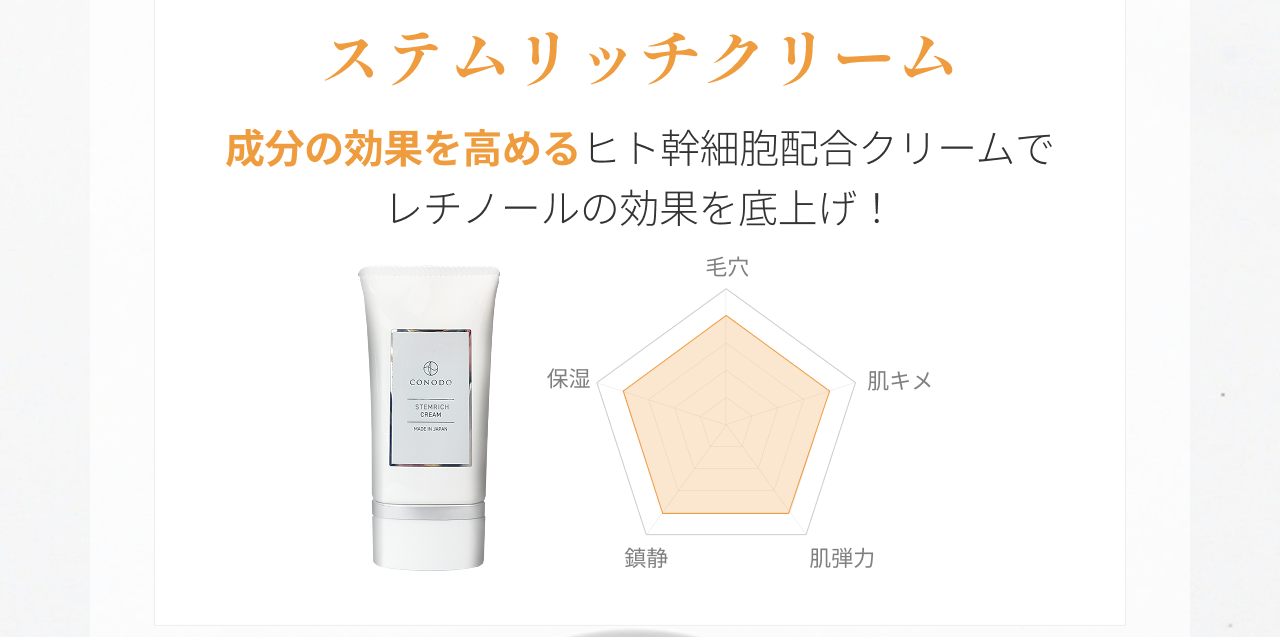 ステムリッチクリーム
成分の効果を高めるヒト幹細胞配合クリームで
レチノールの効果を底上げ！
毛穴
保湿
肌キメ
鎮静
肌弾力
CONODO
STEMRICH
CREAM
MADE IN JAPAN